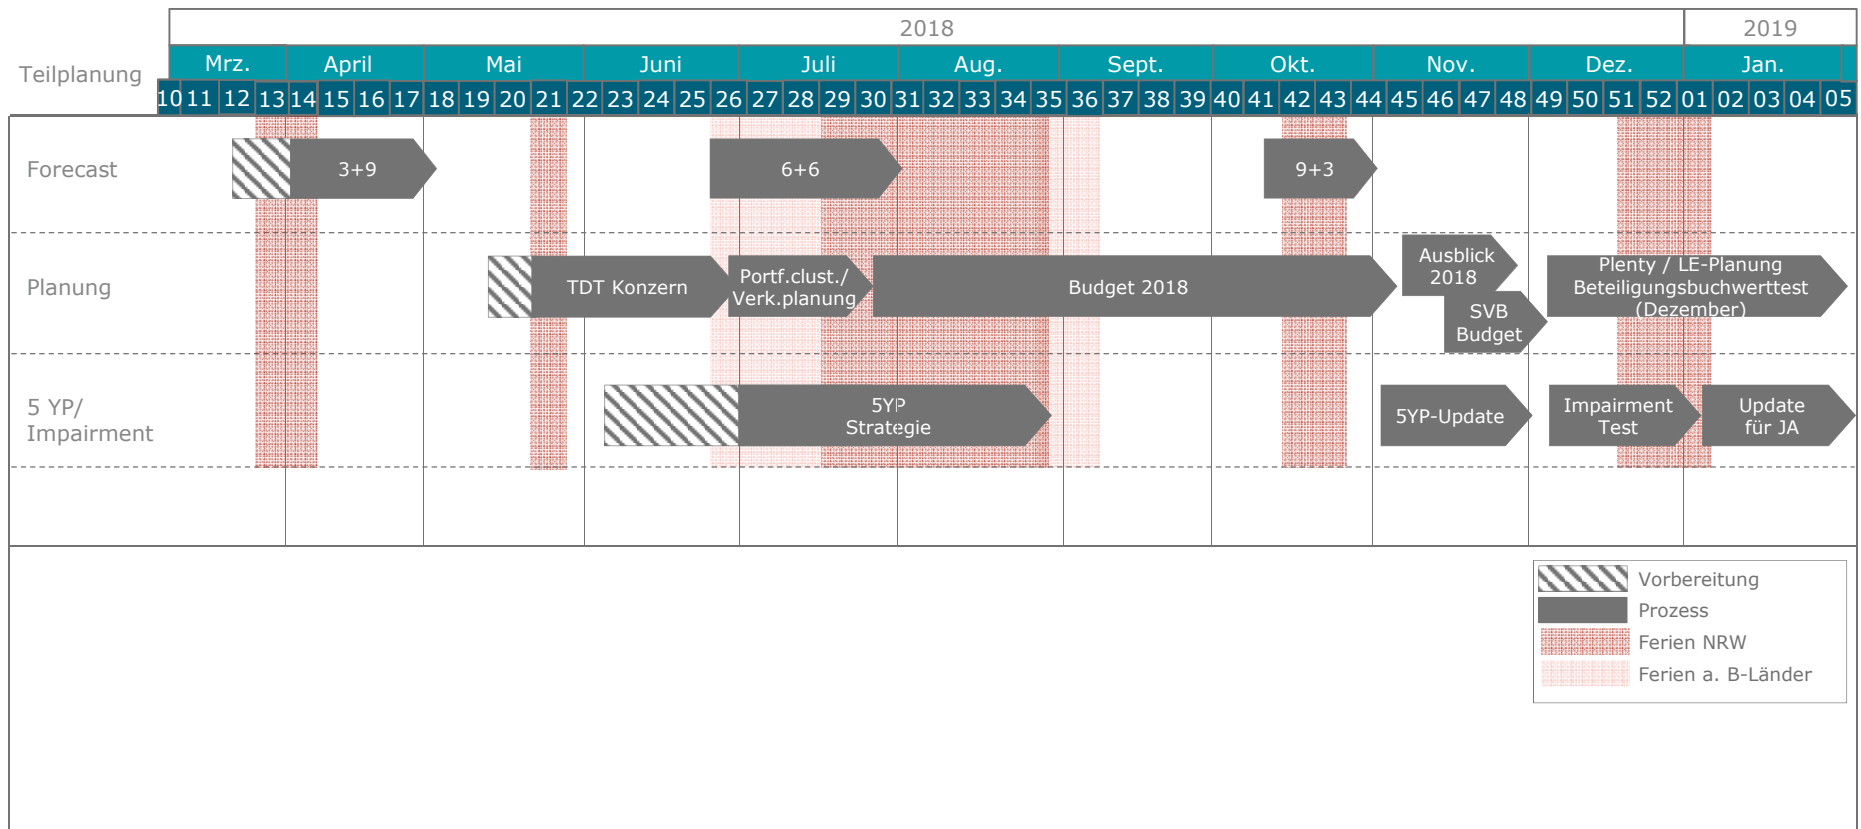 2018
2019
Teilplanung
Mrz.
April
Mai
Juni
Juli
Aug.
Sept.
Okt.
Nov.
Dez.
Jan.
10 11 12 13 14 15 16 17 18 19 20 21 22 23 24 25 26 27 28 29 30 31 32 33 34 35 36 37 38 39 40 41 42 43 44 45 46 47 48 49 50 51 52 01 02 03 04 05
Forecast
3+9
6+6
9+3
Planung
TDT Konzern
Portf.clust./
Verk.planung
Budget 2018
Ausblick
2018
SVB
Budget
Plenty / LE-Planung
Beteiligungsbuchwerttest
(Dezember)
5 YP/
Impairment
5YP
Strategie
5YP-Update
Impairment
Test
Update
für JA
Vorbereitung
Prozess
Ferien NRW
Ferien a. B-Länder